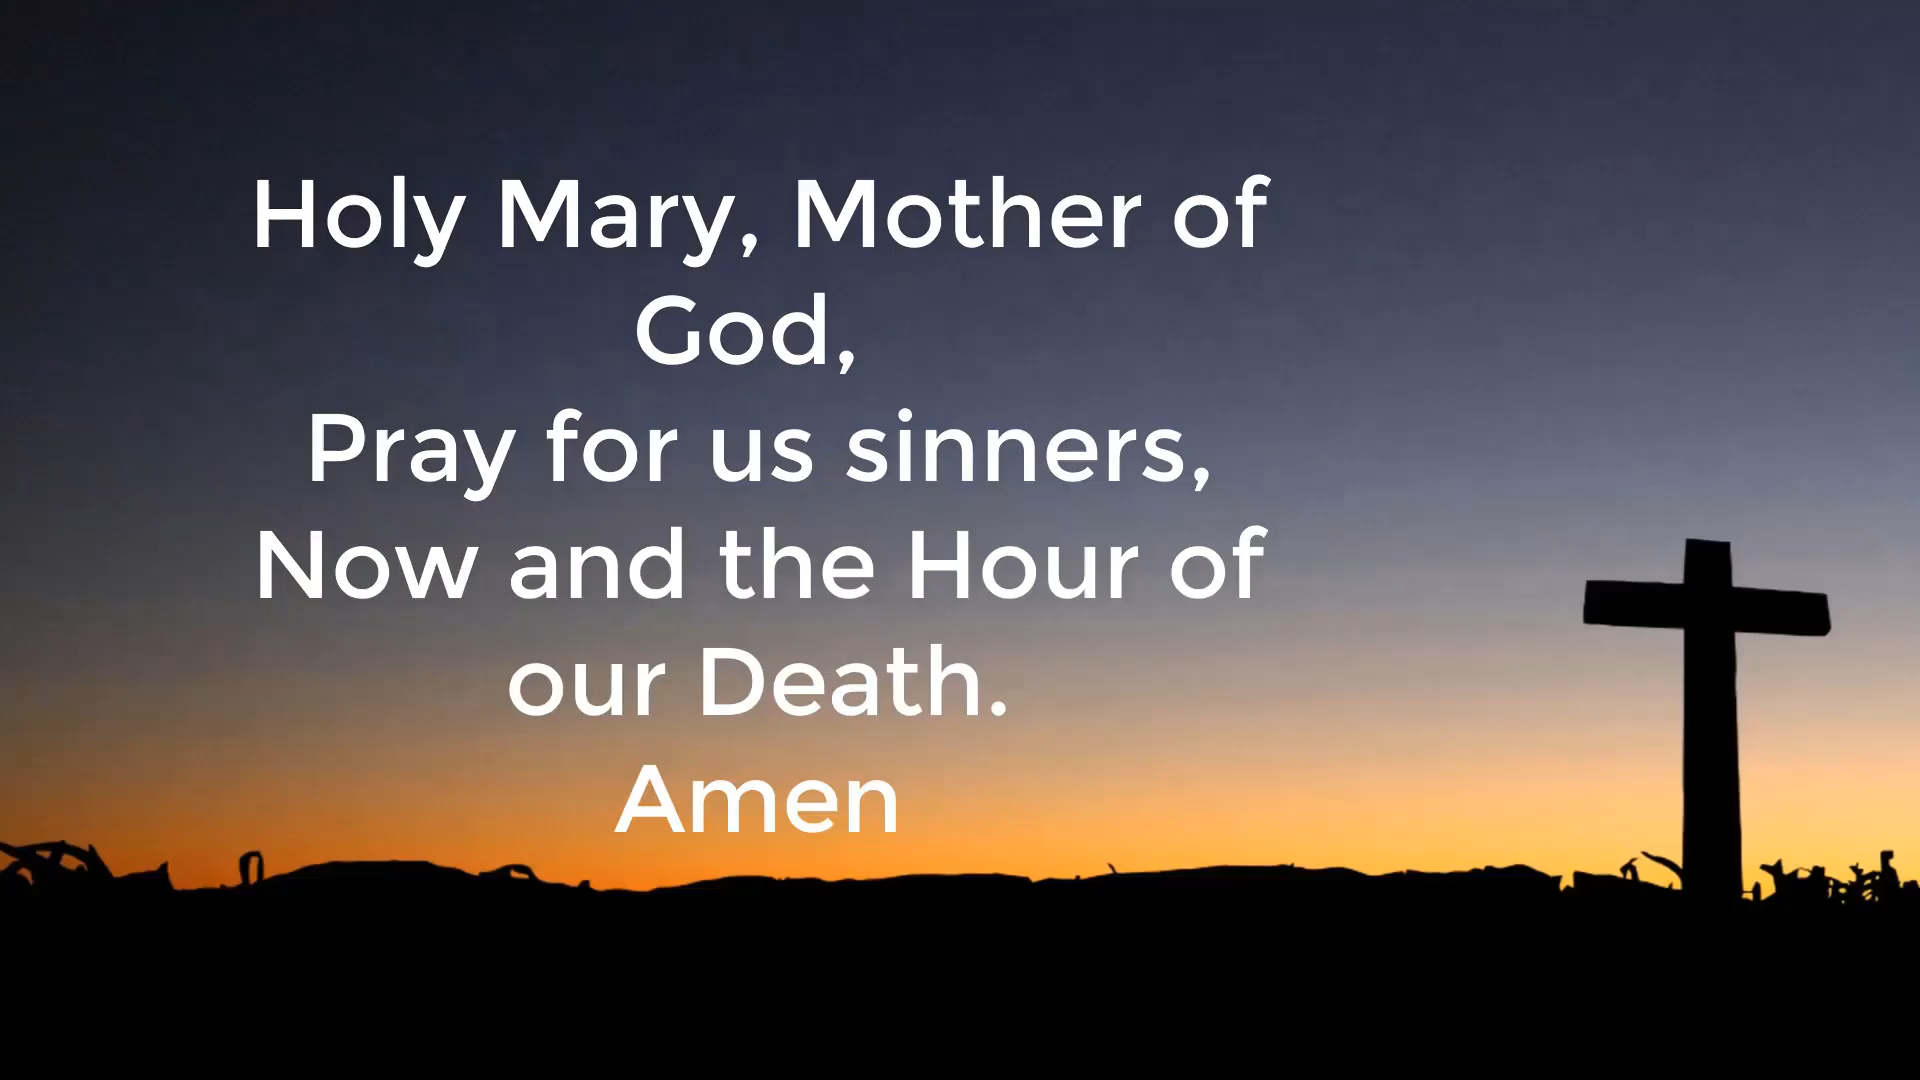 Holy Mary, Mother of
God,
Pray for us sinners,
Now and the Hour of
our Death.
Amen